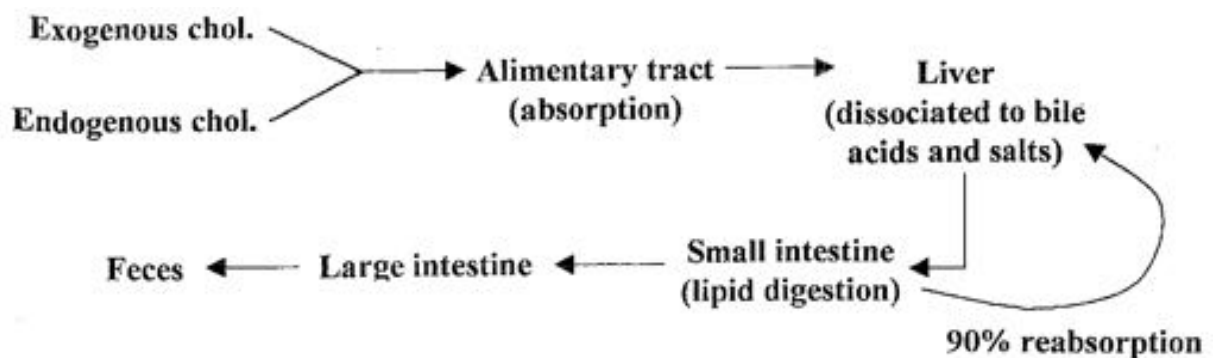 Exogenous chol.
Endogenous chol.
Alimentary tract
(absorption)
Liver
(dissociated to bile
acids and salts)
Small intestine
(lipid digestion)
90% reabsorption
Large intestine
Feces